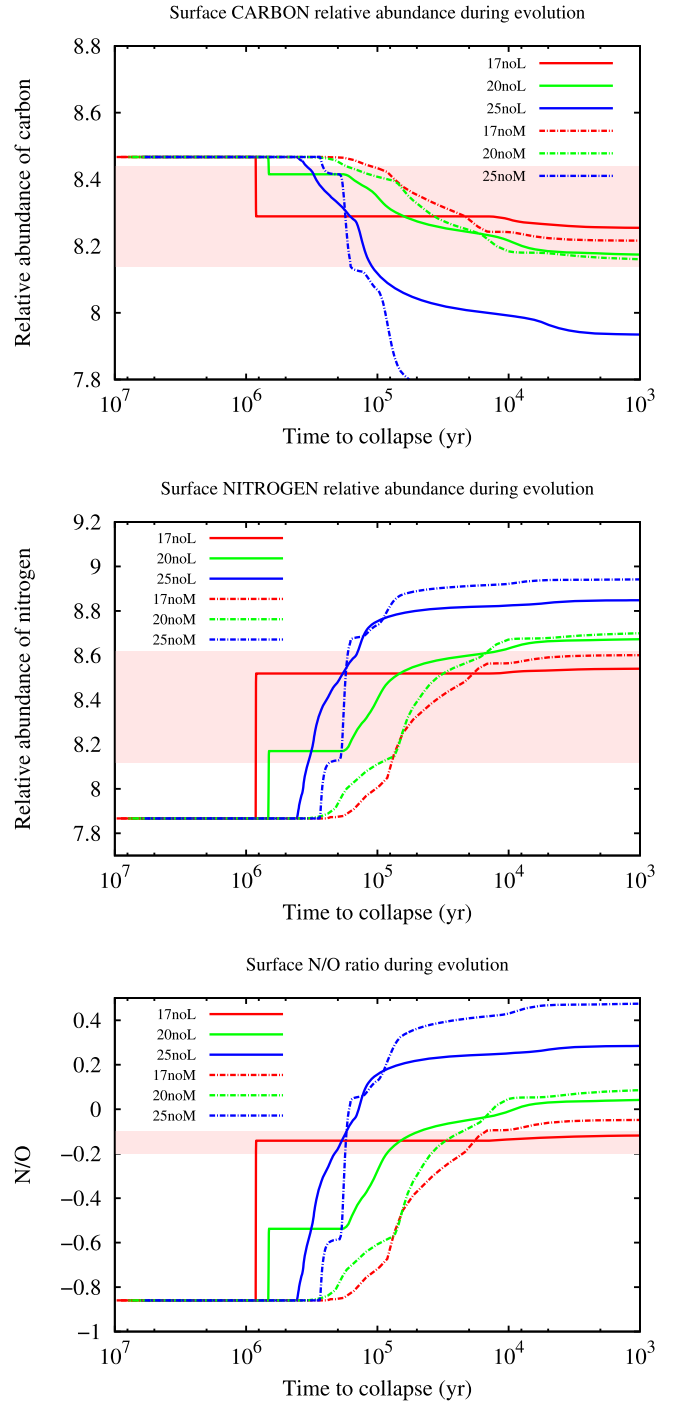 Surface CARBON relative abundance during evolution
8.8
8.6
8.4
8.2
8
7.8
Relative abundance of carbon
17noL
20noL
25noL
17noM
20noM
25noM
10^7 10^6 10^5 10^4 10^3
Time to collapse (yr)
Surface NITROGEN relative abundance during evolution
9.2
9
8.8
8.6
8.4
8.2
8
7.8
Relative abundance of nitrogen
17noL
20noL
25noL
17noM
20noM
25noM
10^7 10^6 10^5 10^4 10^3
Time to collapse (yr)
Surface N/O ratio during evolution
0.4
0.2
0
−0.2
−0.4
−0.6
−0.8
−1
N/O
17noL
20noL
25noL
17noM
20noM
25noM
10^7 10^6 10^5 10^4 10^3
Time to collapse (yr)